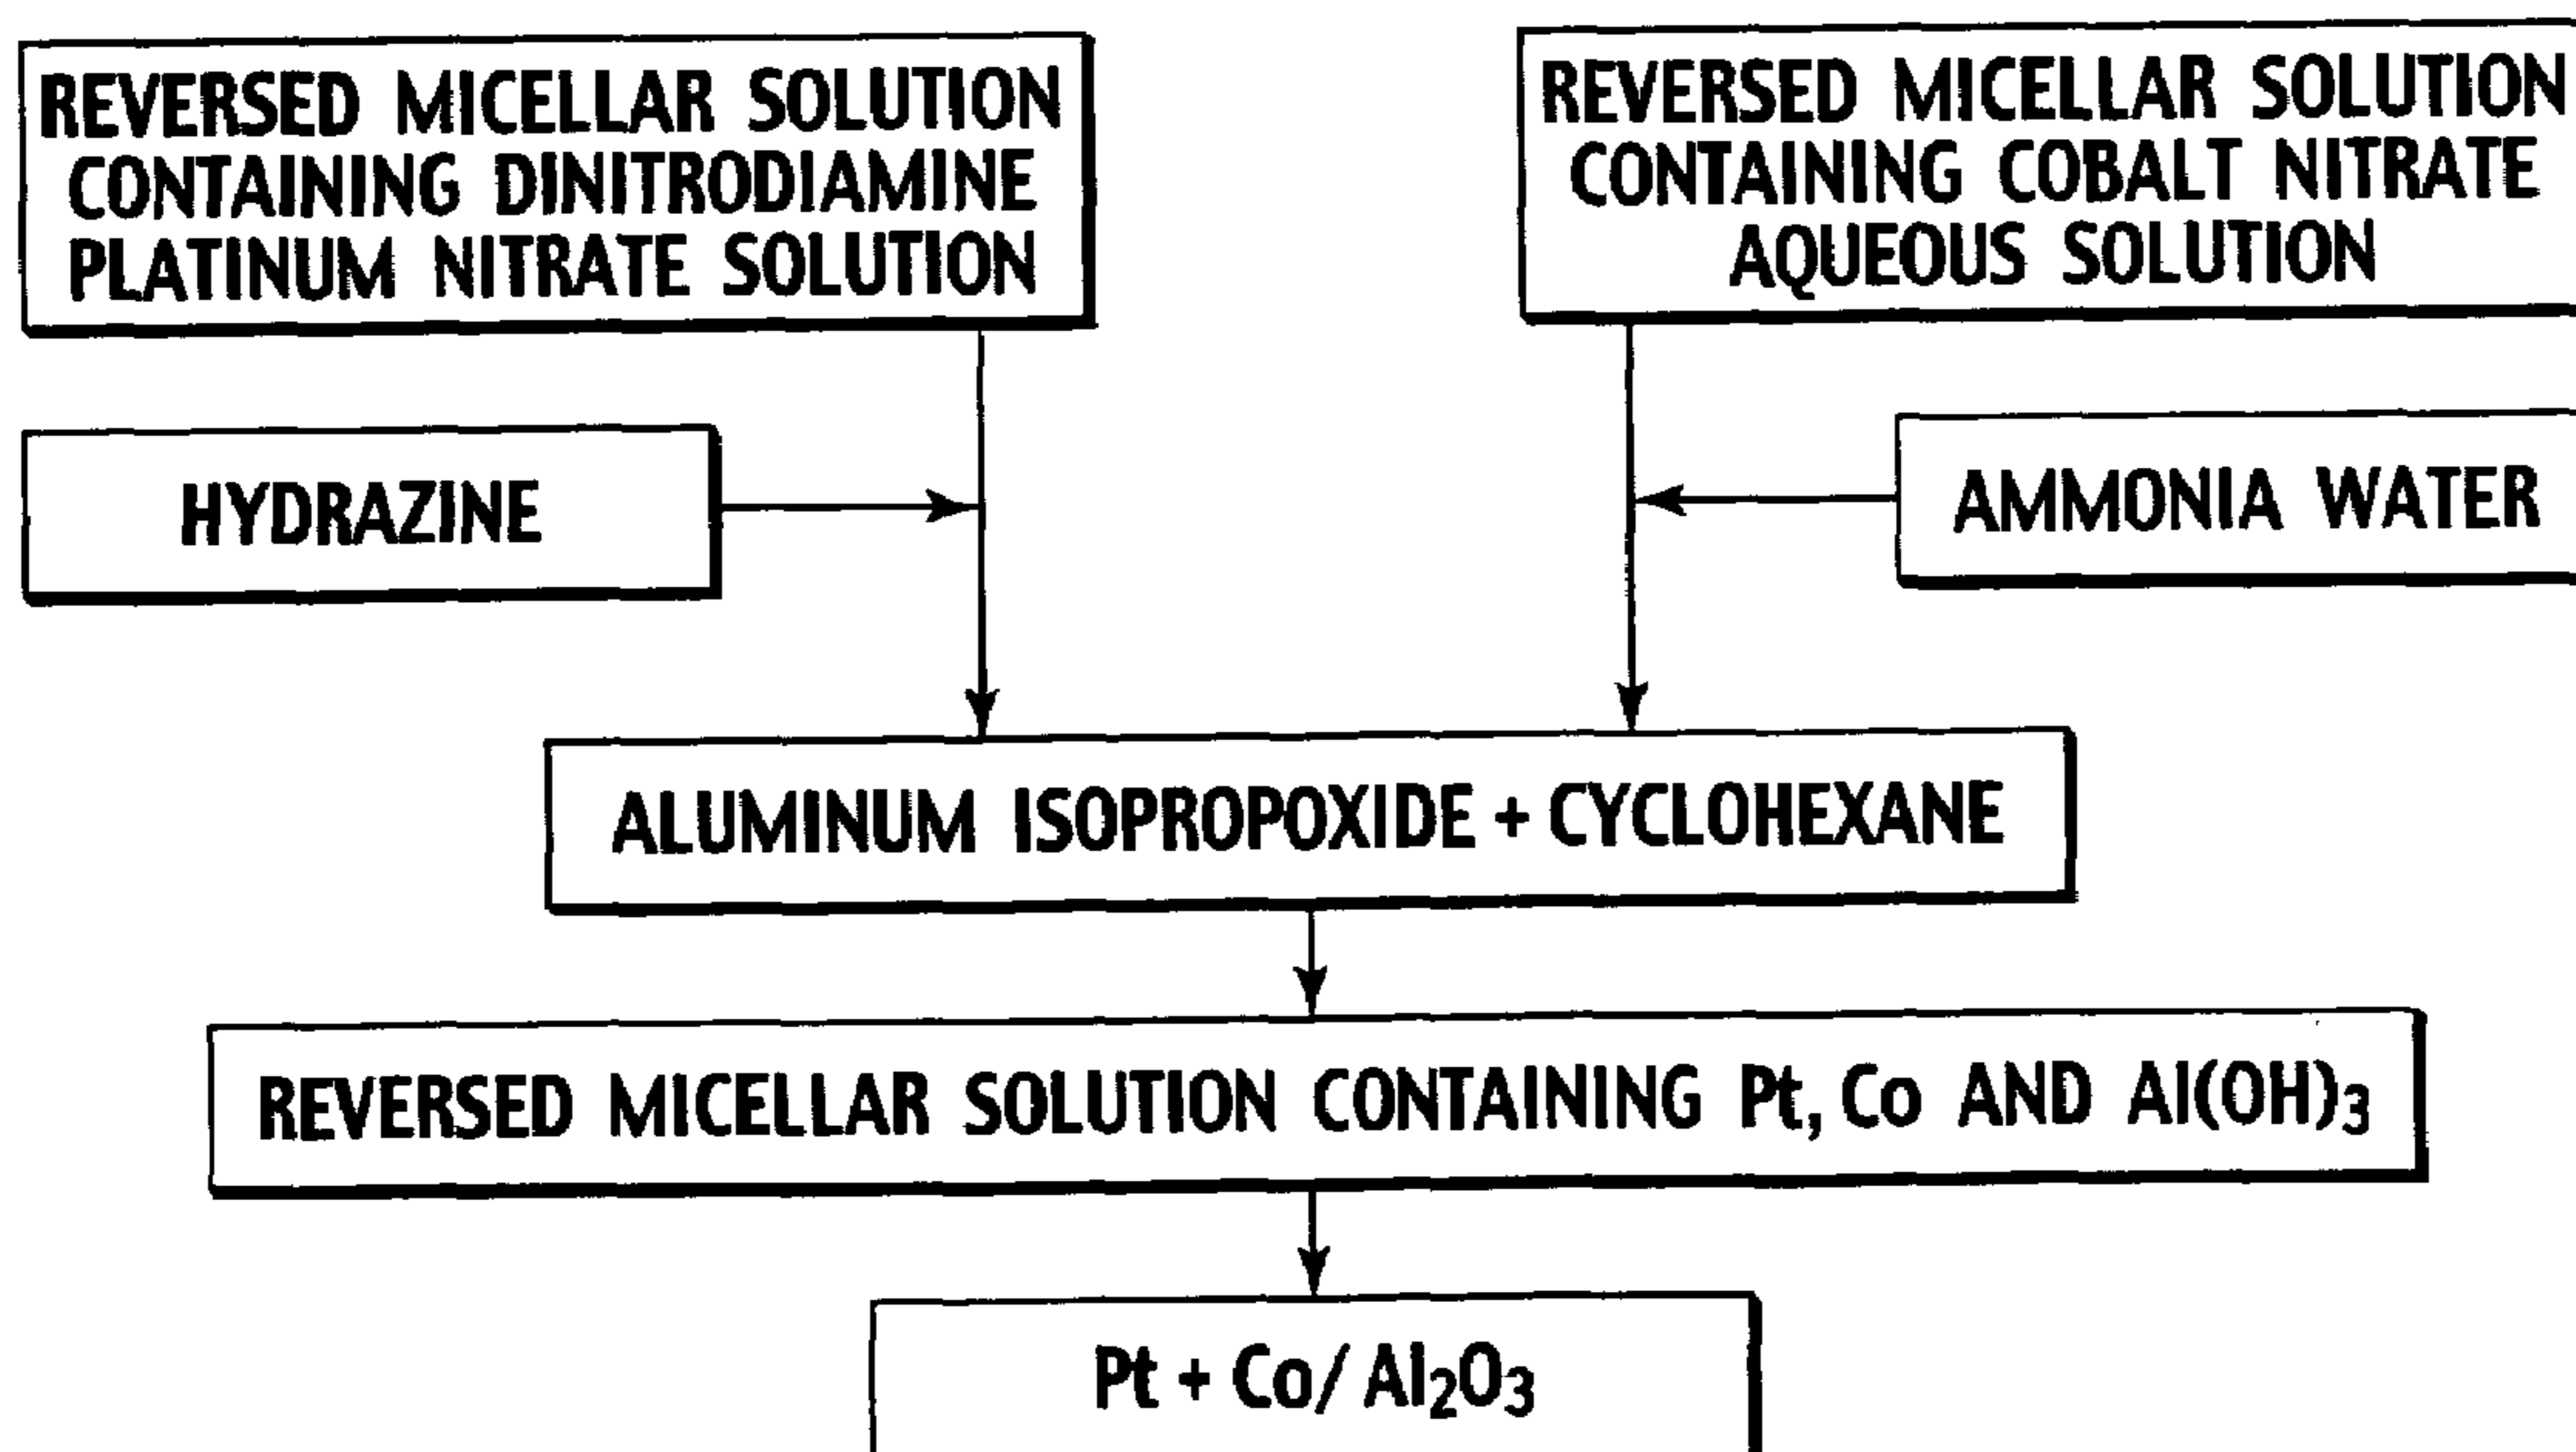 REVERSED MICELLAR SOLUTION
CONTAINING DINITRODIAMINE
PLATINUM NITRATE SOLUTION
REVERSED MICELLAR SOLUTION
CONTAINING COBALT NITRATE
AQUEOUS SOLUTION
HYDRAZINE
AMMONIA WATER
ALUMINUM ISOPROPOXIDE + CYCLOHEXANE
REVERSED MICELLAR SOLUTION CONTAINING Pt, Co AND Al(OH)₃
Pt + Co/Al₂O₃